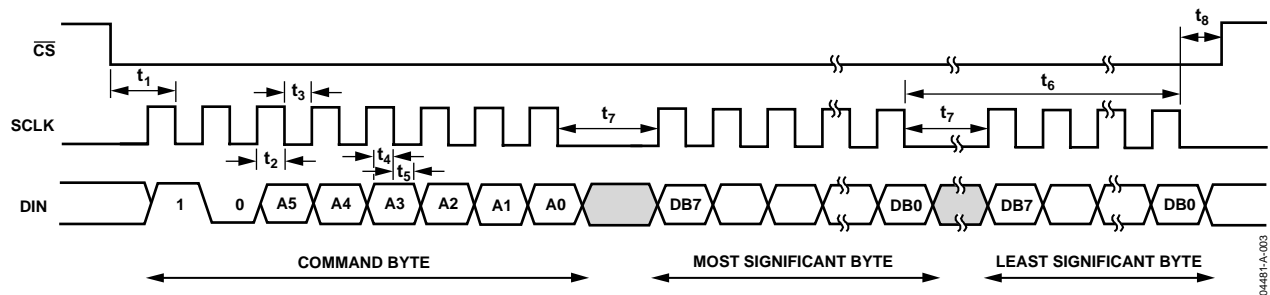 t8
CS
t1
t3
t6
SCLK
t7
t7
t2
t4
t5
DIN
1
0
A5
A4
A3
A2
A1
A0
DB7
DB0
DB7
DB0
COMMAND BYTE
MOST SIGNIFICANT BYTE
LEAST SIGNIFICANT BYTE
04481-A-003